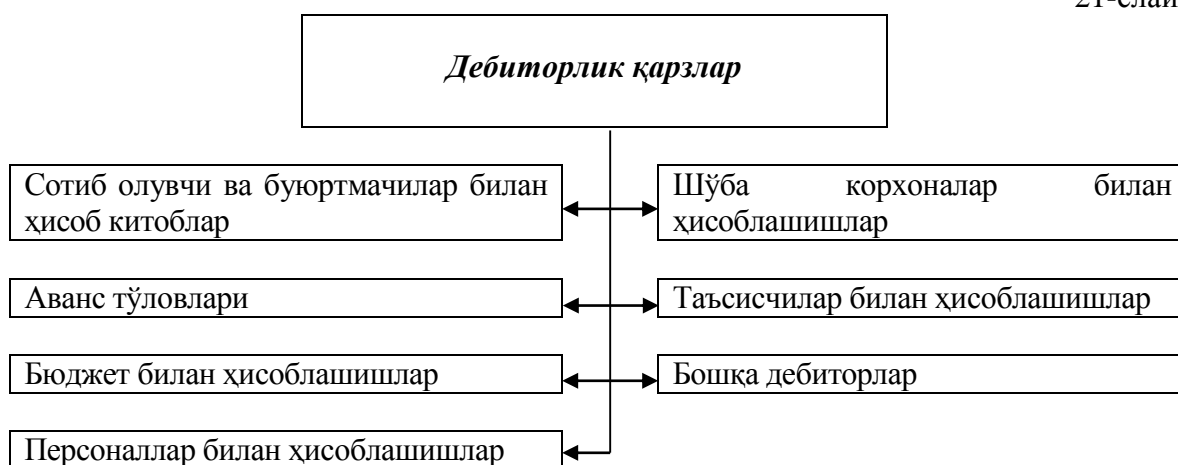 21-слай
Дебиторлик қарзлар
Сотиб олувчи ва буюртмачилар билан
ҳисоб китоблар
Шўба корхоналар билан
ҳисоблашишлар
Аванс тўловлари
Таъсисчилар билан ҳисоблашишлар
Бюджет билан ҳисоблашишлар
Бошқа дебиторлар
Персоналлар билан ҳисоблашишлар